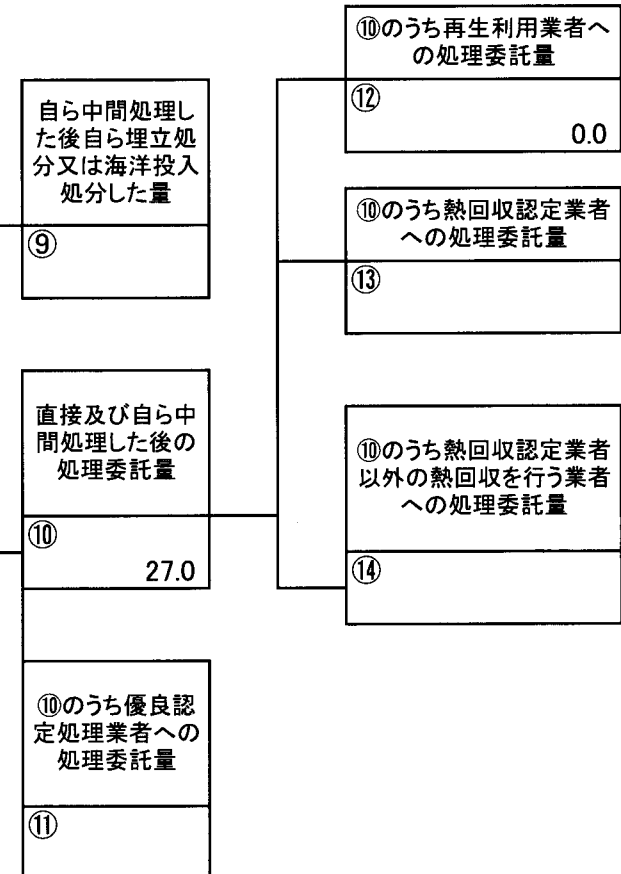 自ら中間処理し
た後自ら埋立処
分又は海洋投入
処分した量
⑨
直接及び自ら中
間処理した後の
処理委託量
⑩
27.0
⑩のうち優良認
定処理業者への
処理委託量
⑪
⑩のうち再生利用業者へ
の処理委託量
⑫
0.0
⑩のうち熱回収認定業者
への処理委託量
⑬
⑩のうち熱回収認定業者
以外の熱回収を行う業者
への処理委託量
⑭